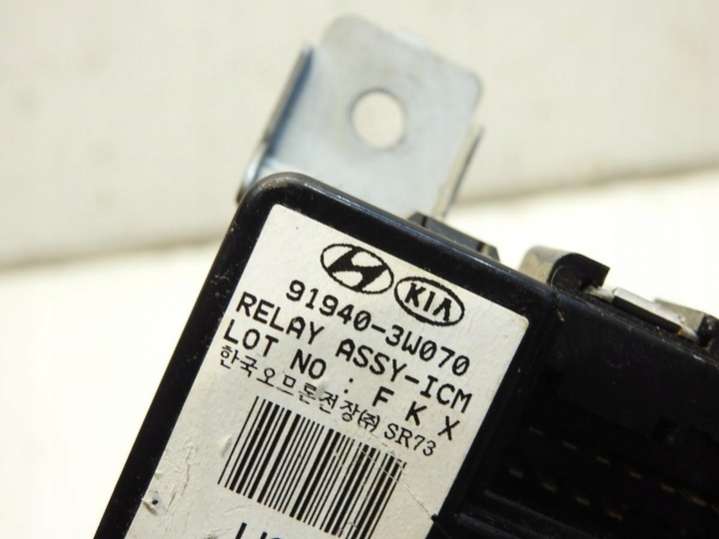 KIA
91940-3W070
RELAY ASSY-ICM
LOT NO : F K X
한국오므론전장㈜ SR73